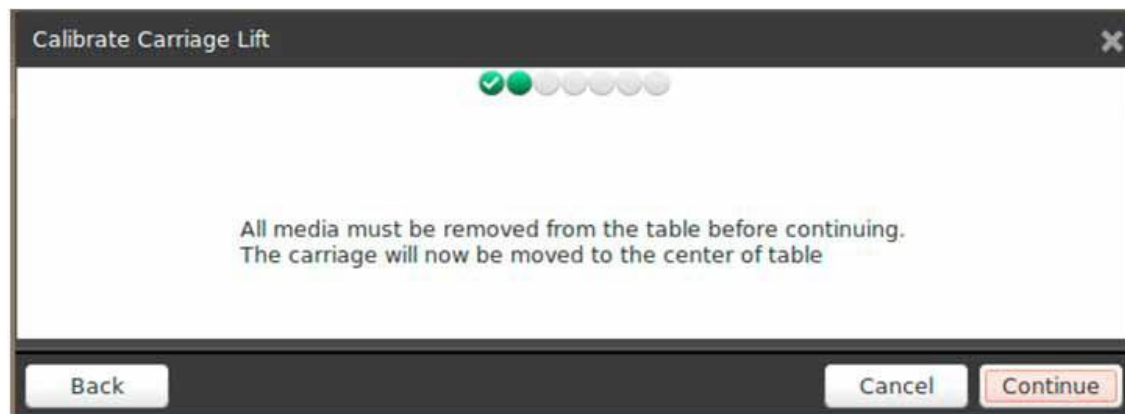 Calibrate Carriage Lift
All media must be removed from the table before continuing.
The carriage will now be moved to the center of table
Back
Cancel
Continue